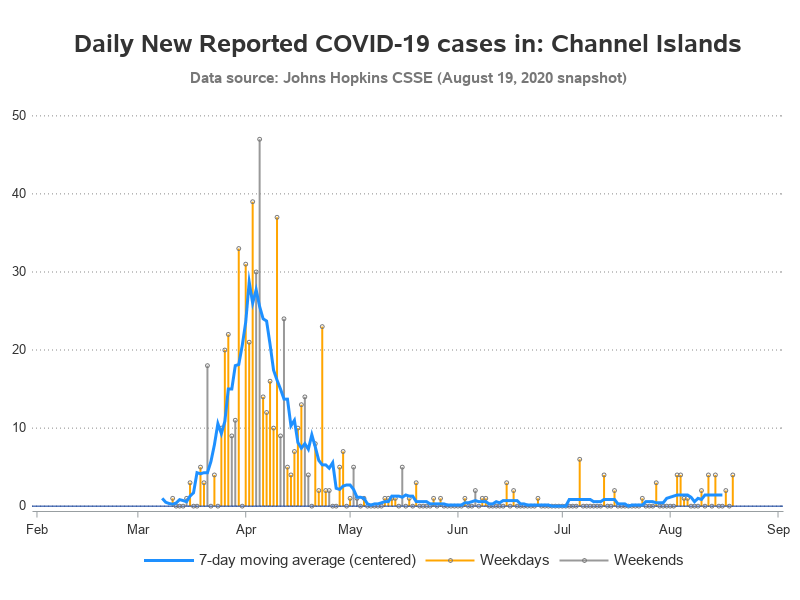 Daily New Reported COVID-19 cases in: Channel Islands
Data source: Johns Hopkins CSSE (August 19, 2020 snapshot)
50
40
30
20
10
0
Feb Mar Apr May Jun Jul Aug Sep
7-day moving average (centered) Weekdays Weekends